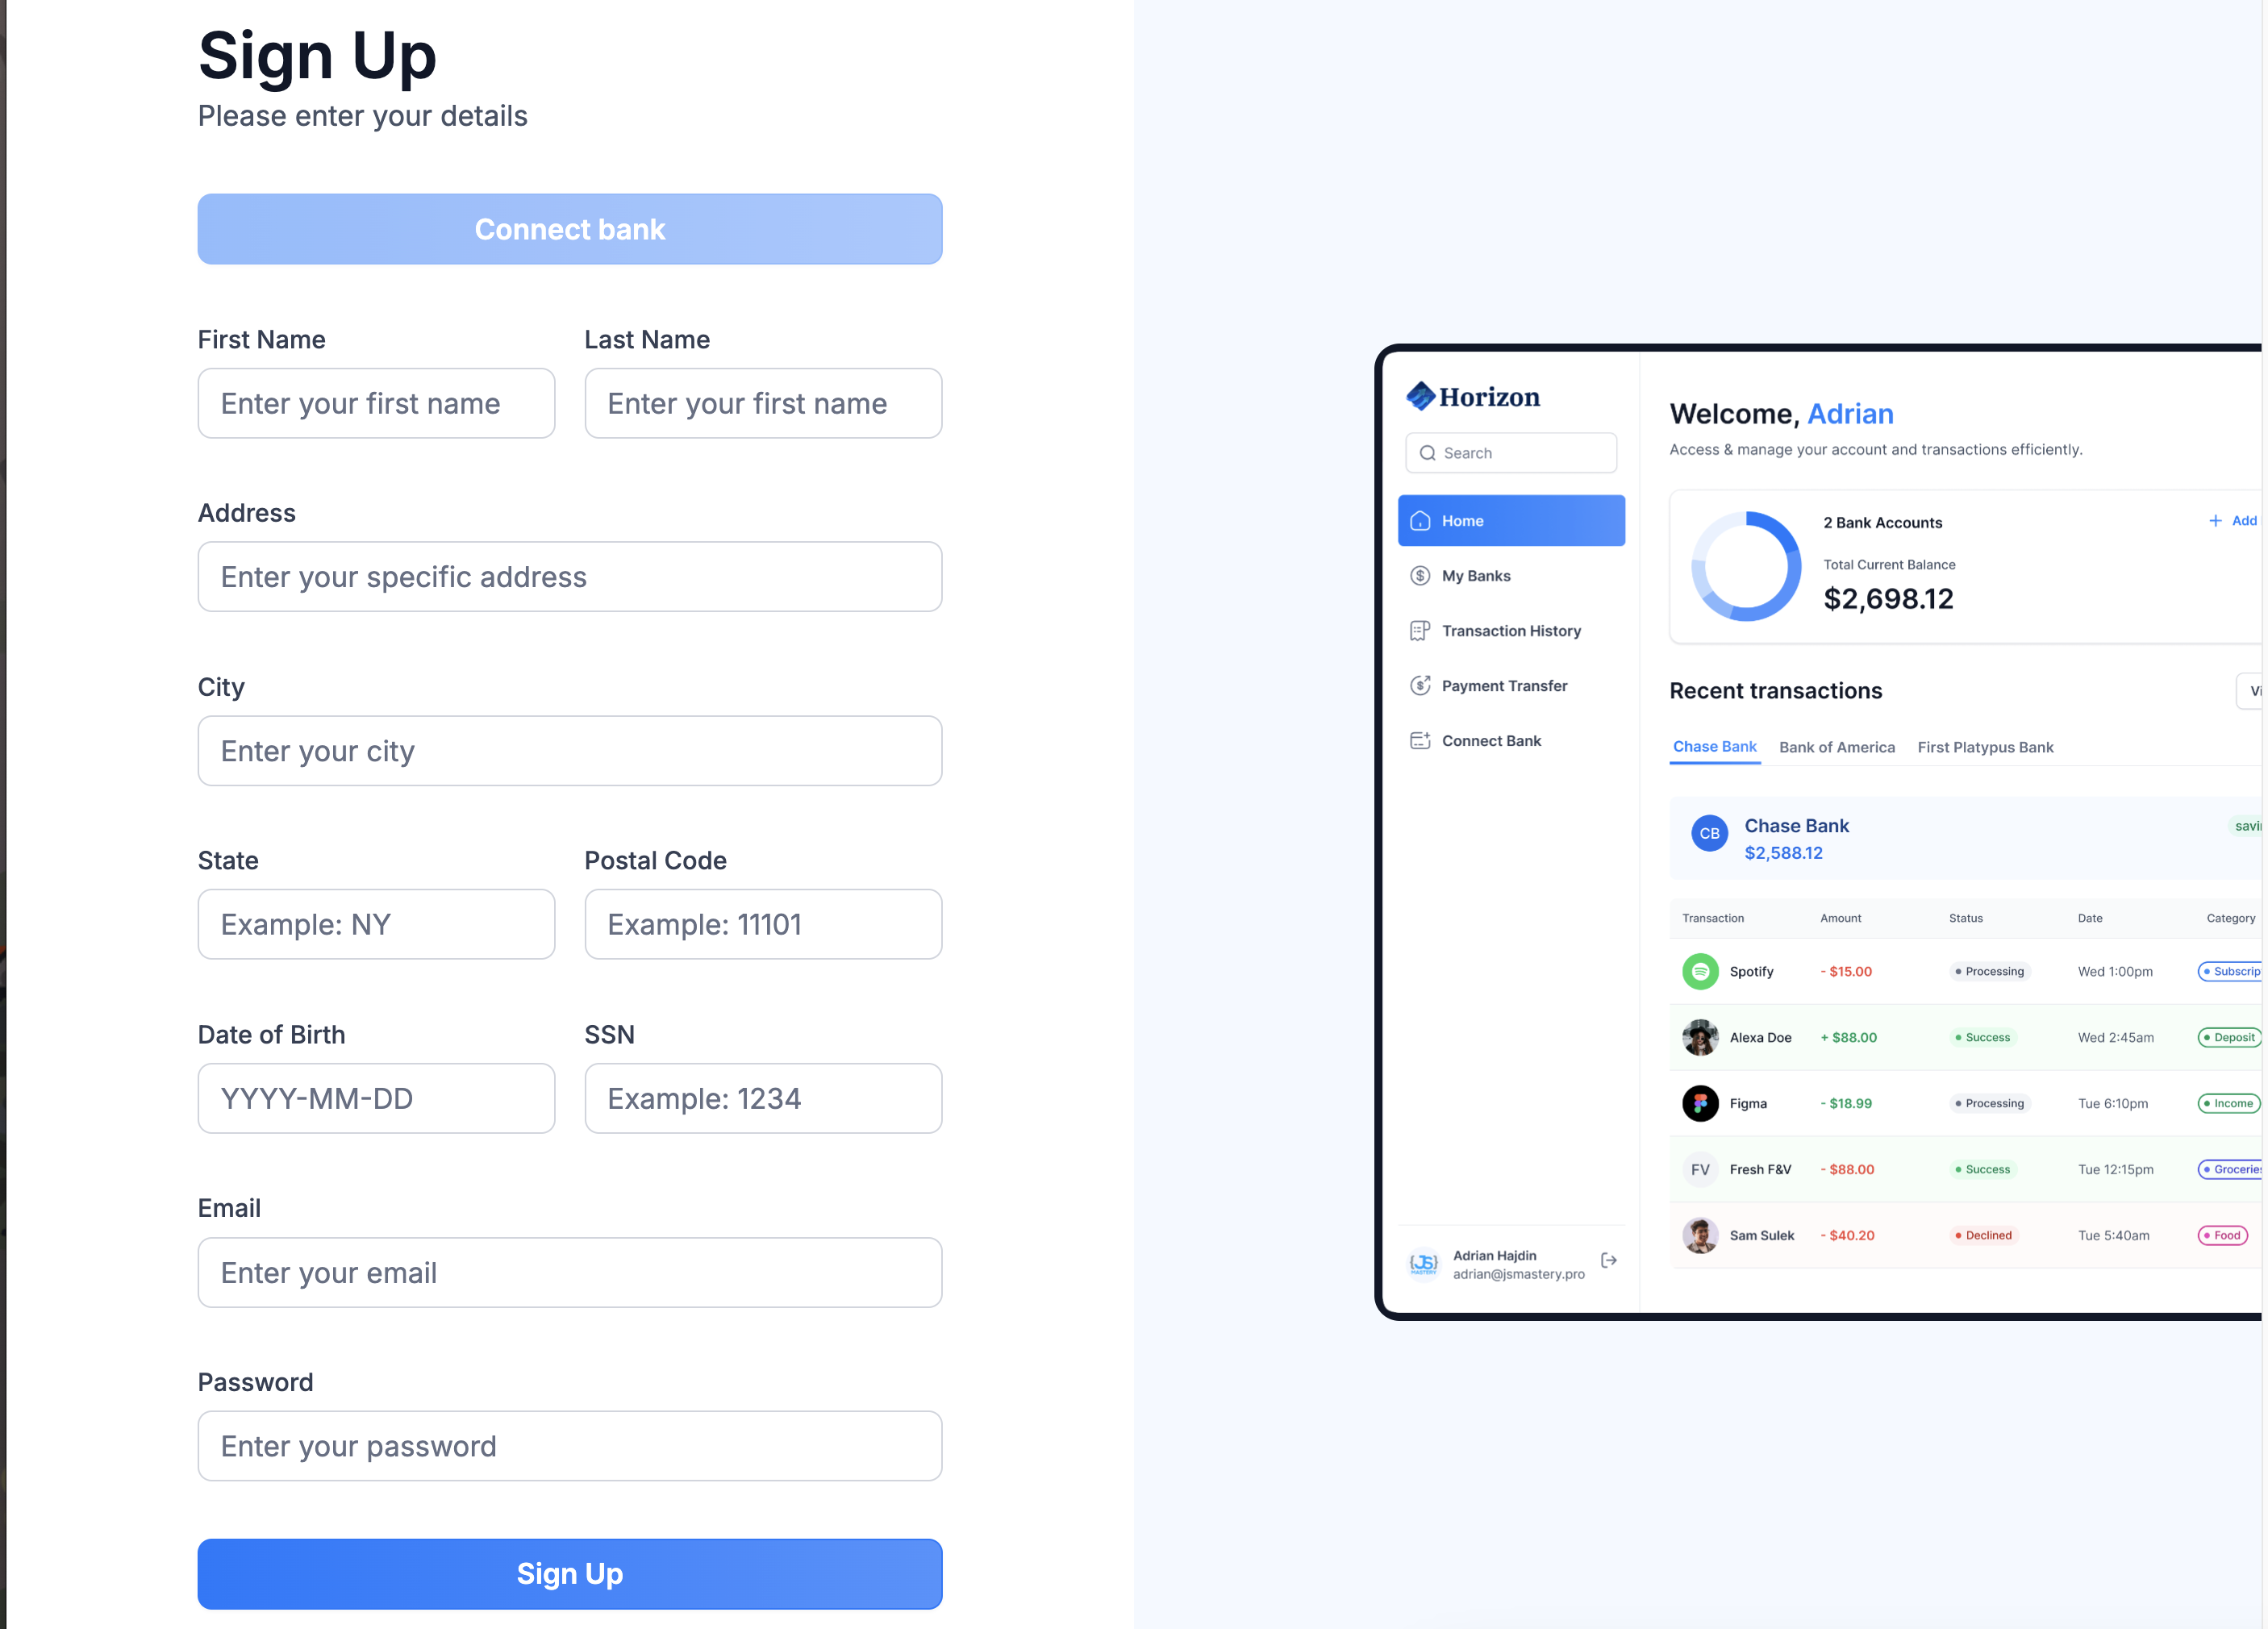 Sign Up
Please enter your details
Connect bank
First Name
Last Name
Enter your first name
Enter your first name
Address
Enter your specific address
City
Enter your city
State
Postal Code
Example: NY
Example: 11101
Date of Birth
SSN
YYYY-MM-DD
Example: 1234
Email
Enter your email
Password
Enter your password
Sign Up
Horizon
Search
Home
My Banks
Transaction History
Payment Transfer
Connect Bank
Adrian Hajdin
adrian@jsmastery.pro
{JS}
MASTERY
Welcome, Adrian
Access & manage your account and transactions efficiently.
2 Bank Accounts
+ Add
Total Current Balance
$2,698.12
Recent transactions
Vi
Chase Bank Bank of America First Platypus Bank
CB
Chase Bank
$2,588.12
savi
Transaction Amount Status Date Category
Spotify - $15.00 Processing Wed 1:00pm Subscrip
Alexa Doe + $88.00 Success Wed 2:45am Deposit
Figma - $18.99 Processing Tue 6:10pm Income
FV Fresh F&V - $88.00 Success Tue 12:15pm Groceries
Sam Sulek - $40.20 Declined Tue 5:40am Food